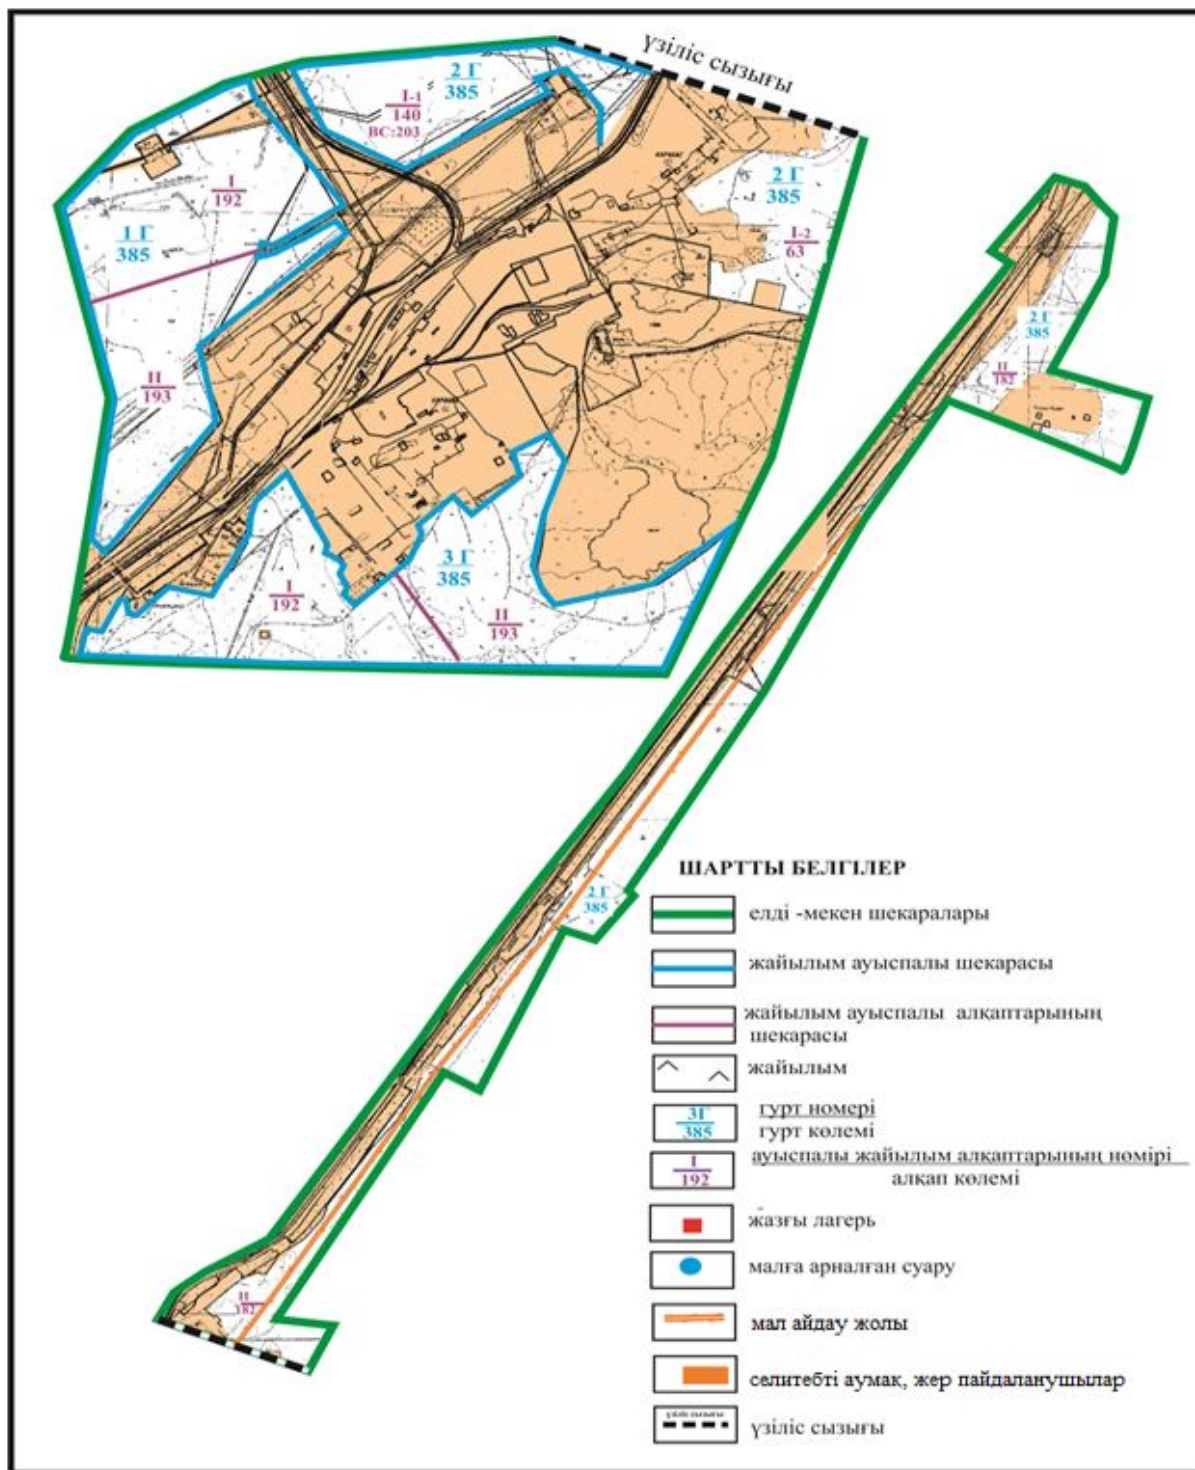 үзіліс сызығы
2 Г
385
I-1
140
ВС:203
I
192
1 Г
385
2 Г
385
I-2
63
II
193
3 Г
385
I
192
II
193
2 Г
385
II
182
2 Г
385
II
182
ШАРТТЫ БЕЛГІЛЕР
елді -мекен шекаралары
жайылым ауыспалы шекарасы
жайылым ауыспалы алқаптарының
шекарасы
жайылым
3Г
385
гурт номері
гурт көлемі
I
192
ауыспалы жайылым алқаптарының нөмірі
алқап көлемі
жазғы лагерь
малға арналған суару
мал айдау жолы
селитебті аумақ, жер пайдаланушылар
үзіліс сызығы
үзіліс сызығы